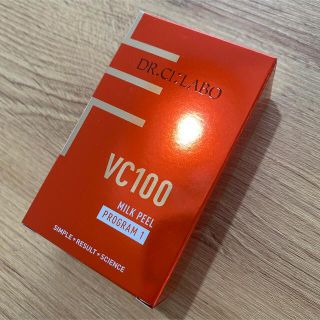 DR.CI:LABO
VC100
MILK PEEL
PROGRAM 1
SIMPLE+RESULT+SCIENCE